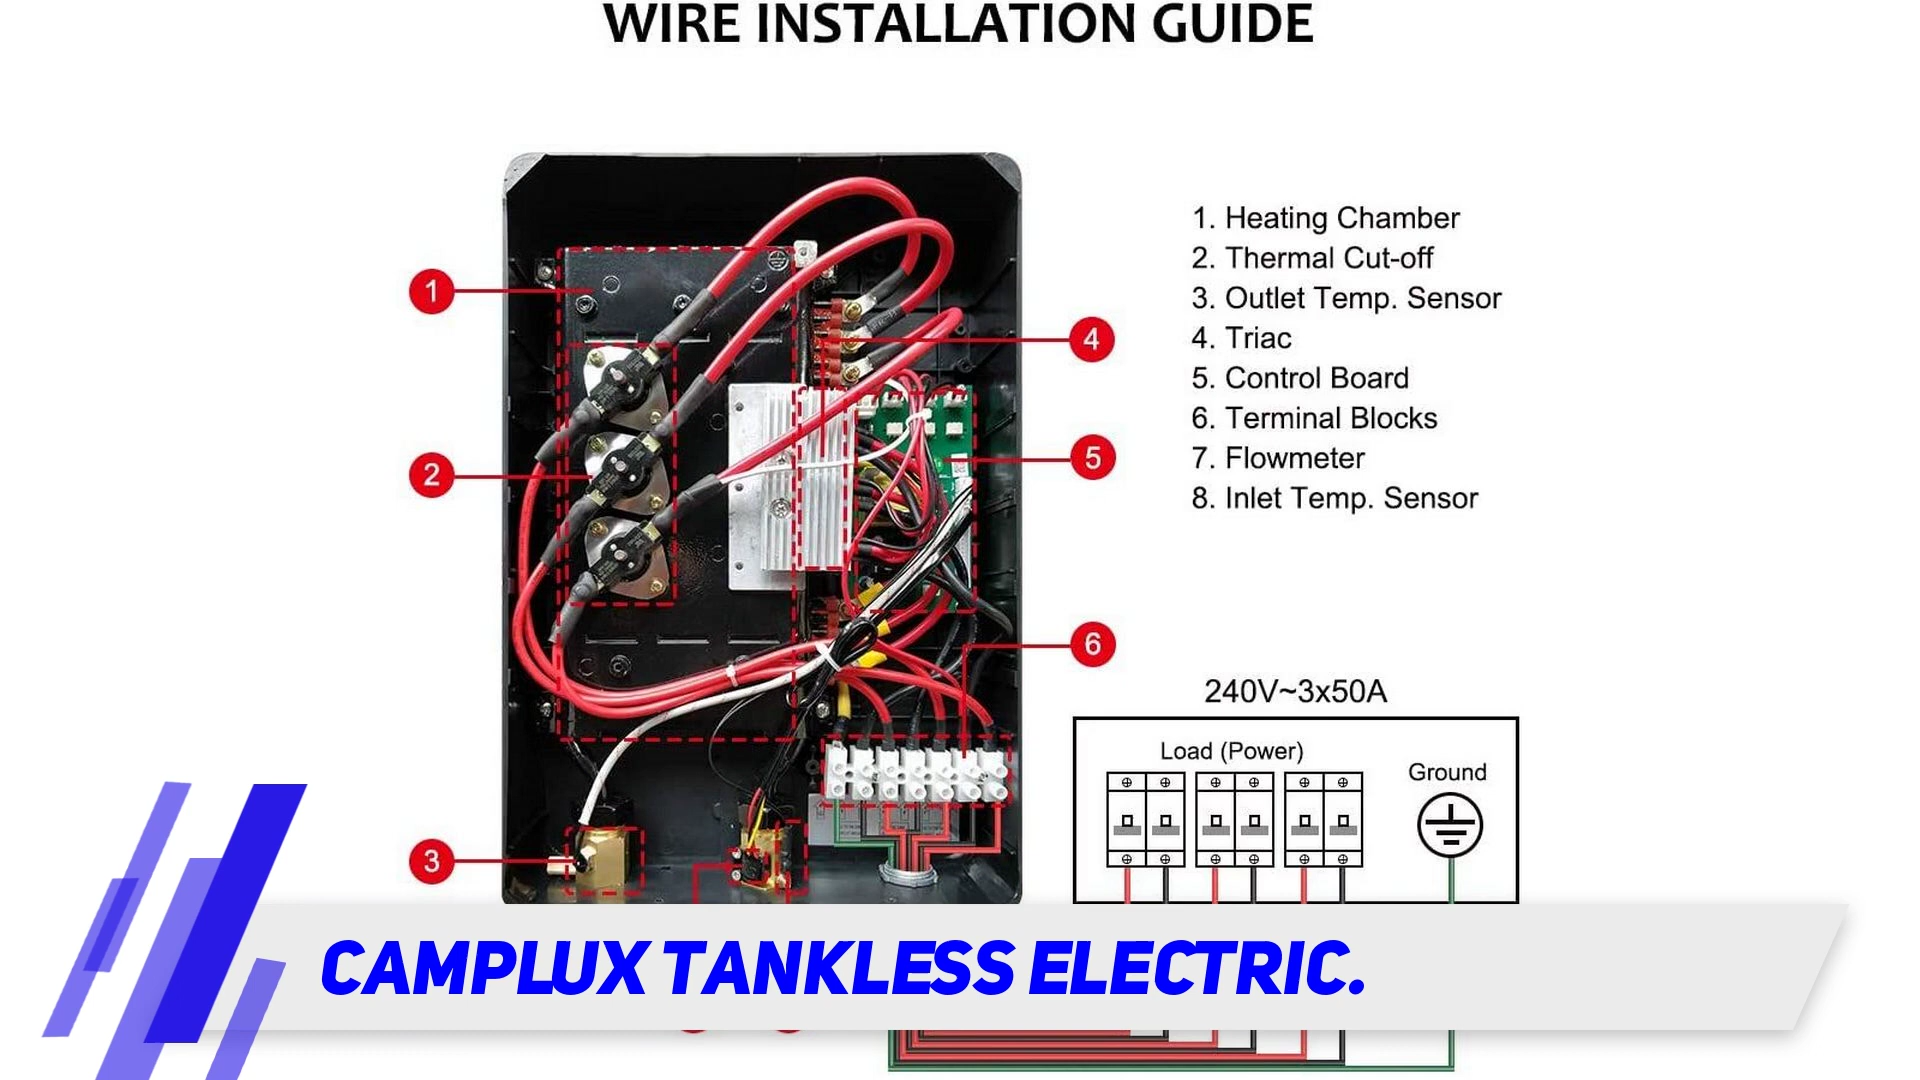 WIRE INSTALLATION GUIDE
1. Heating Chamber
2. Thermal Cut-off
3. Outlet Temp. Sensor
4. Triac
5. Control Board
6. Terminal Blocks
7. Flowmeter
8. Inlet Temp. Sensor
1
2
3
4
5
6
240V~3x50A
Load (Power)
Ground
CAMPLUX TANKLESS ELECTRIC.